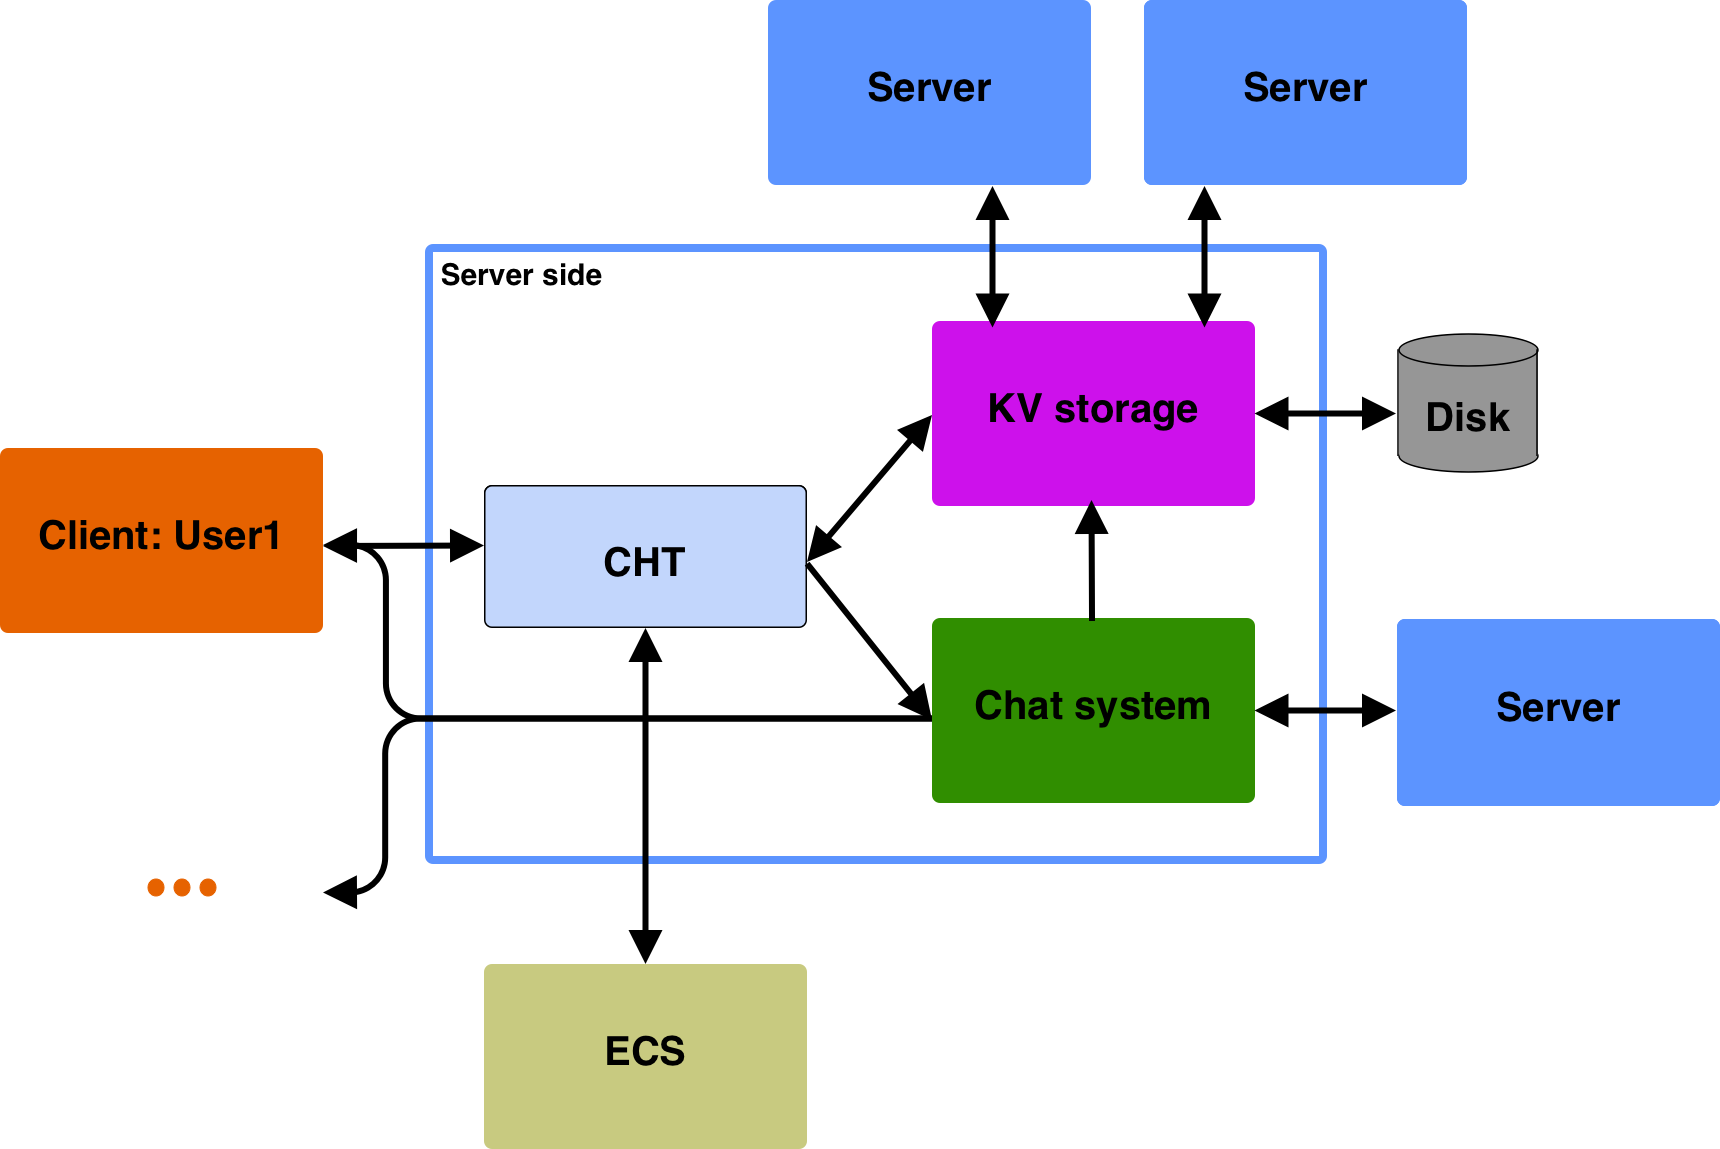 Server
Server
Server side
KV storage
Disk
Client: User1
CHT
Chat system
Server
ECS